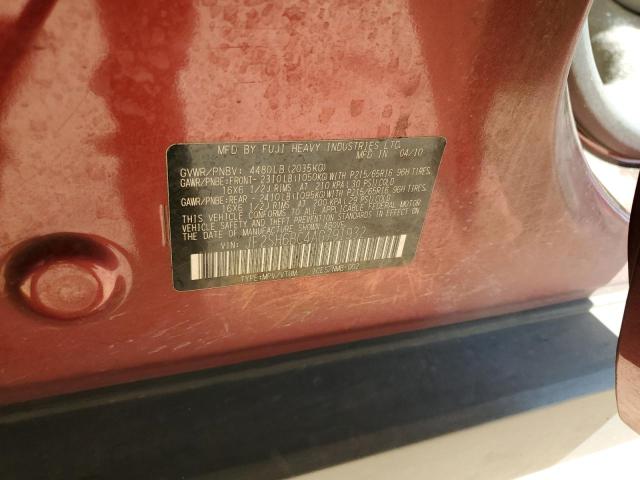 MFD BY FUJI HEAVY INDUSTRIES LTD.
MFD IN 04/10
GVWR/PNBV: 4480LB(2035KG)
GAWR/PNBE:FRONT-2310LB(1050KG)WITH P215/65R16 96H TIRES,
16X6 1/2J RIMS, AT 210 KPA(30 PSI)COLD
GAWR/PNBE:REAR -2410LB(1095KG)WITH P215/65R16 96H TIRES,
16X6 1/2J RIMS, AT 200 KPA(29 PSI)COLD
THIS VEHICLE CONFORMS TO ALL APPLICABLE FEDERAL MOTOR
VEHICLE SAFETY STANDARDS IN EFFECT ON
THE DATE OF MANUFACTURE SHOWN ABOVE.
VIN:
TYPE:MPV/VTUM